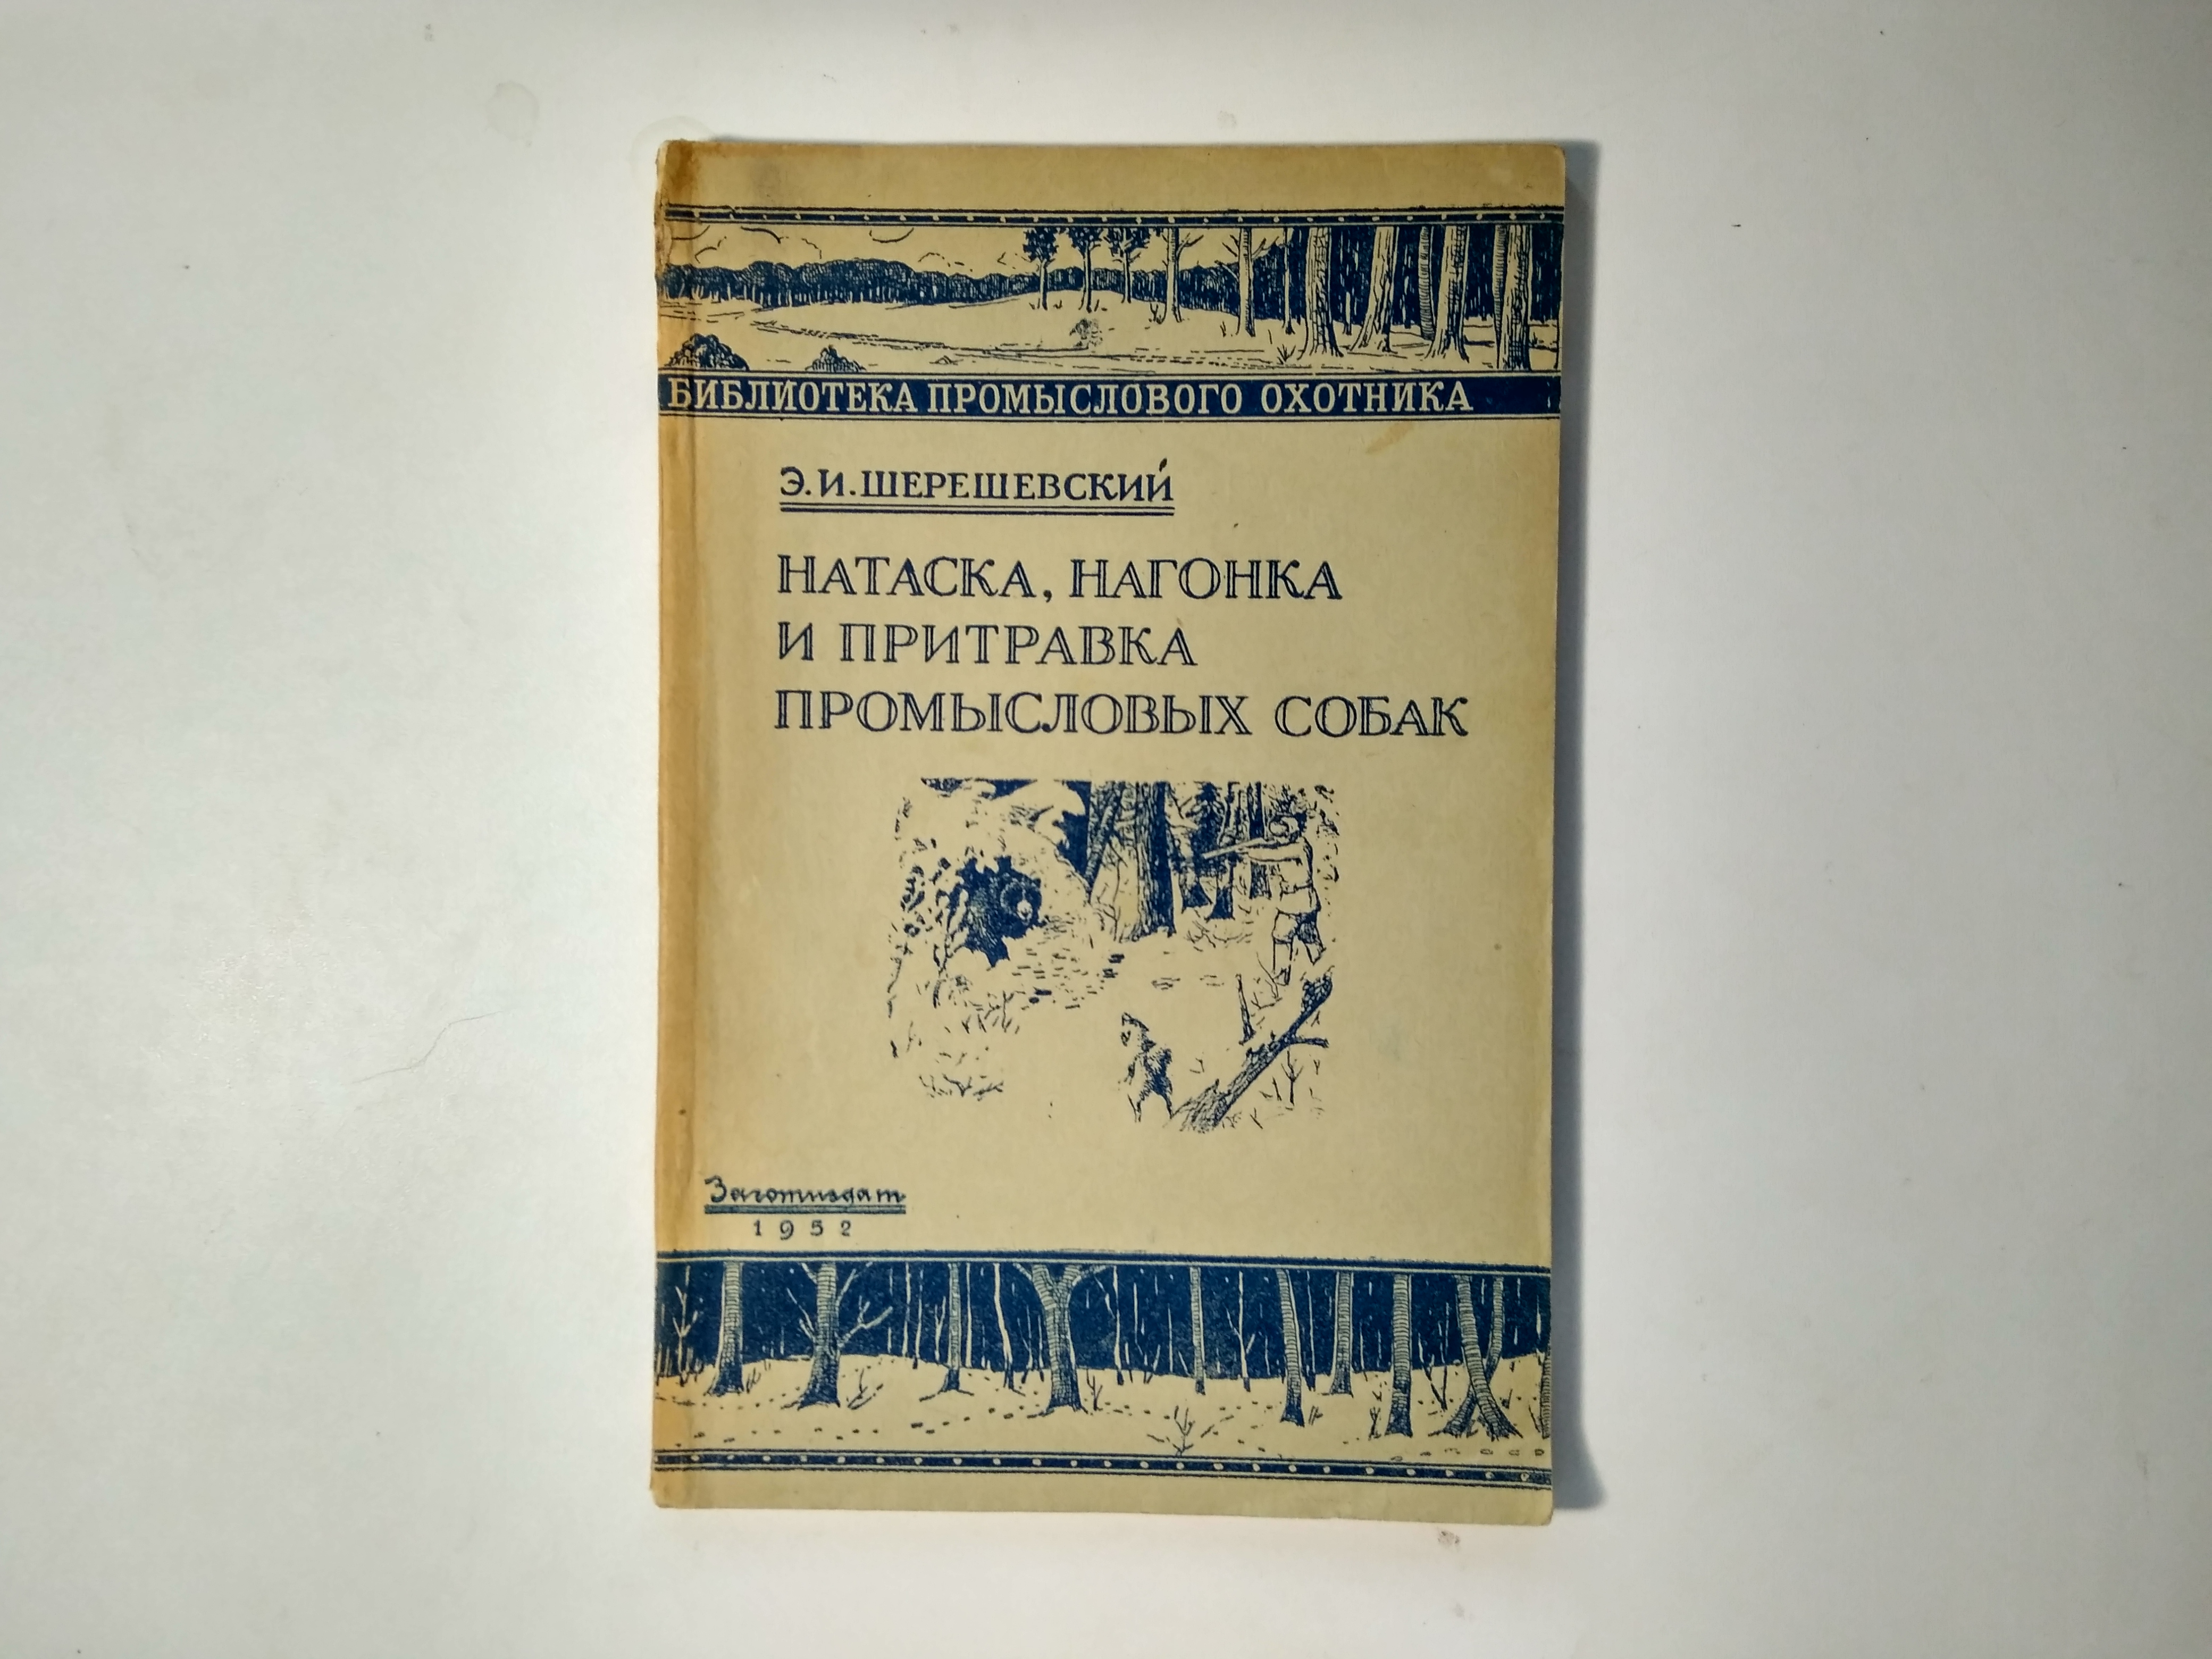 БИБЛИОТЕКА ПРОМЫСЛОВОГО ОХОТНИКА
Э.И.ШЕРЕШЕВСКИЙ
НАТАСКА, НАГОНКА
И ПРИТРАВКА
ПРОМЫСЛОВЫХ СОБАК
Заготиздат
1952